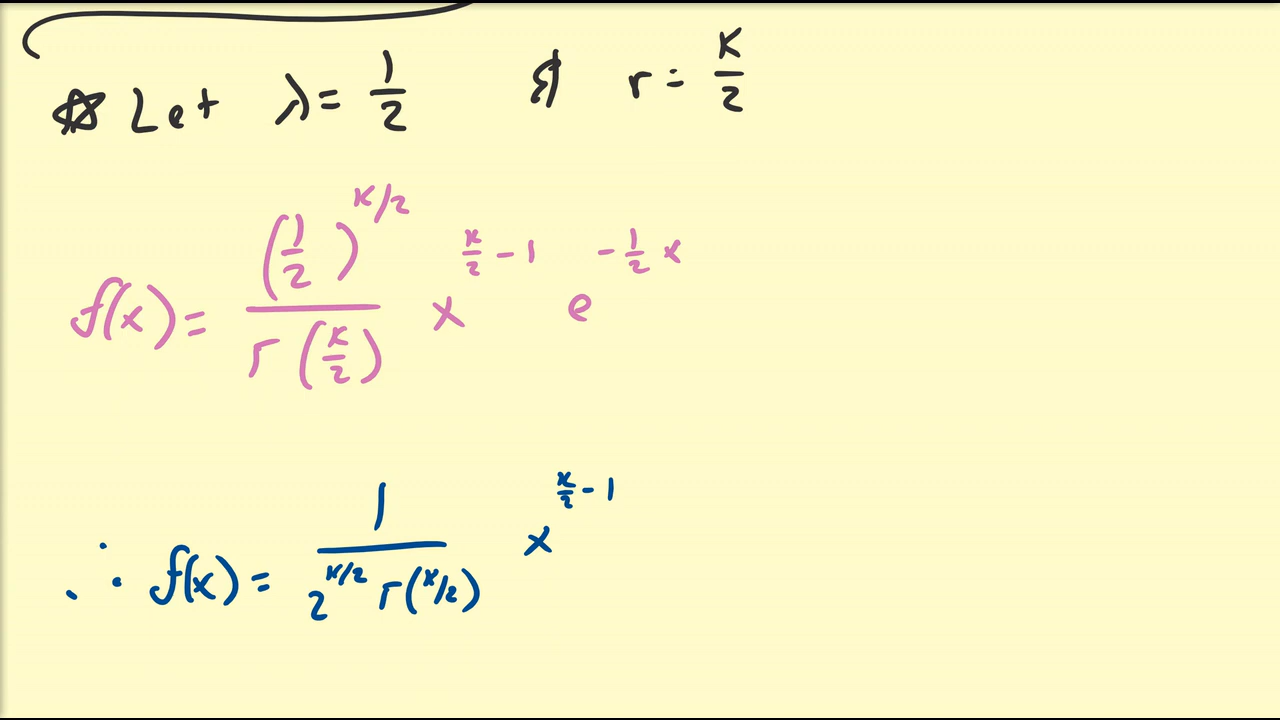 ☆ Let λ = 1/2 & r = K/2
f(x) = (1/2)^{K/2} / Γ(K/2) x^{K/2 - 1} e^{-1/2 x}
∴ f(x) = 1 / 2^{K/2} Γ(K/2) x^{K/2 - 1}